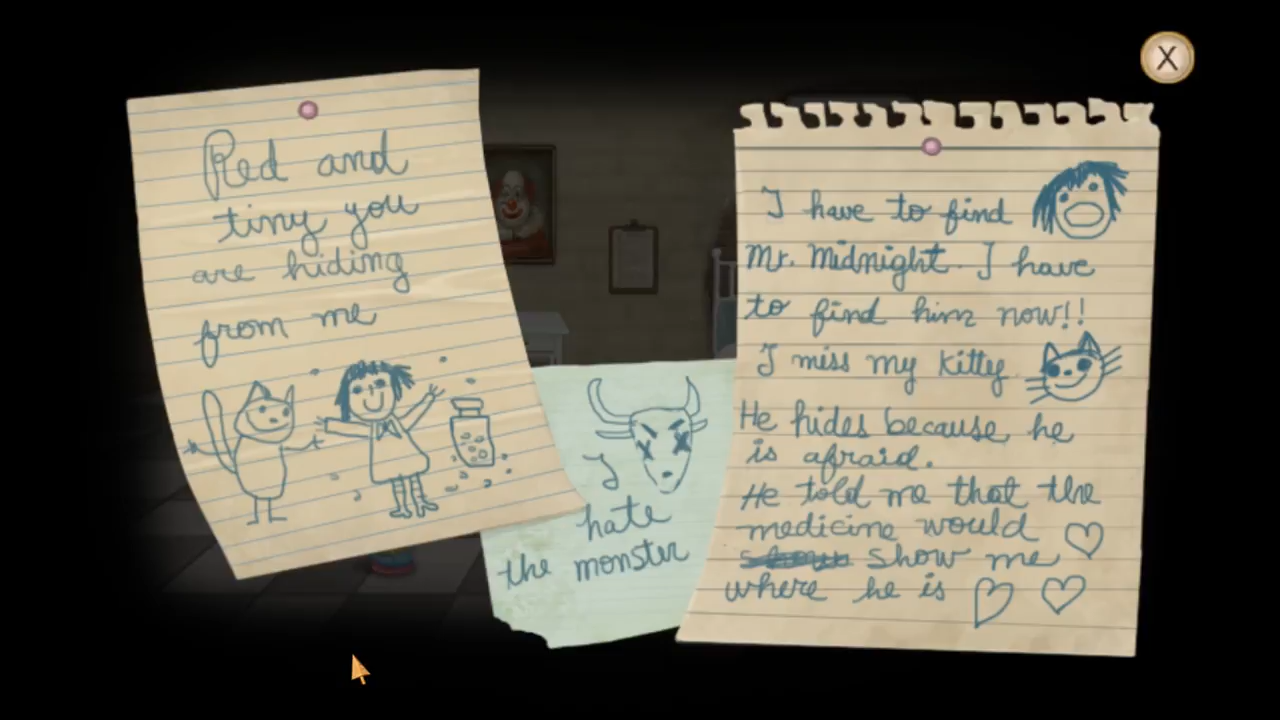 Red and
tiny you
are hiding
from me
I
hate
the monster
I have to find
Mr. Midnight. I have
to find him now!!
I miss my Kitty
He hides because he
is afraid.
He told me that the
medicine would
show me
where he is
X